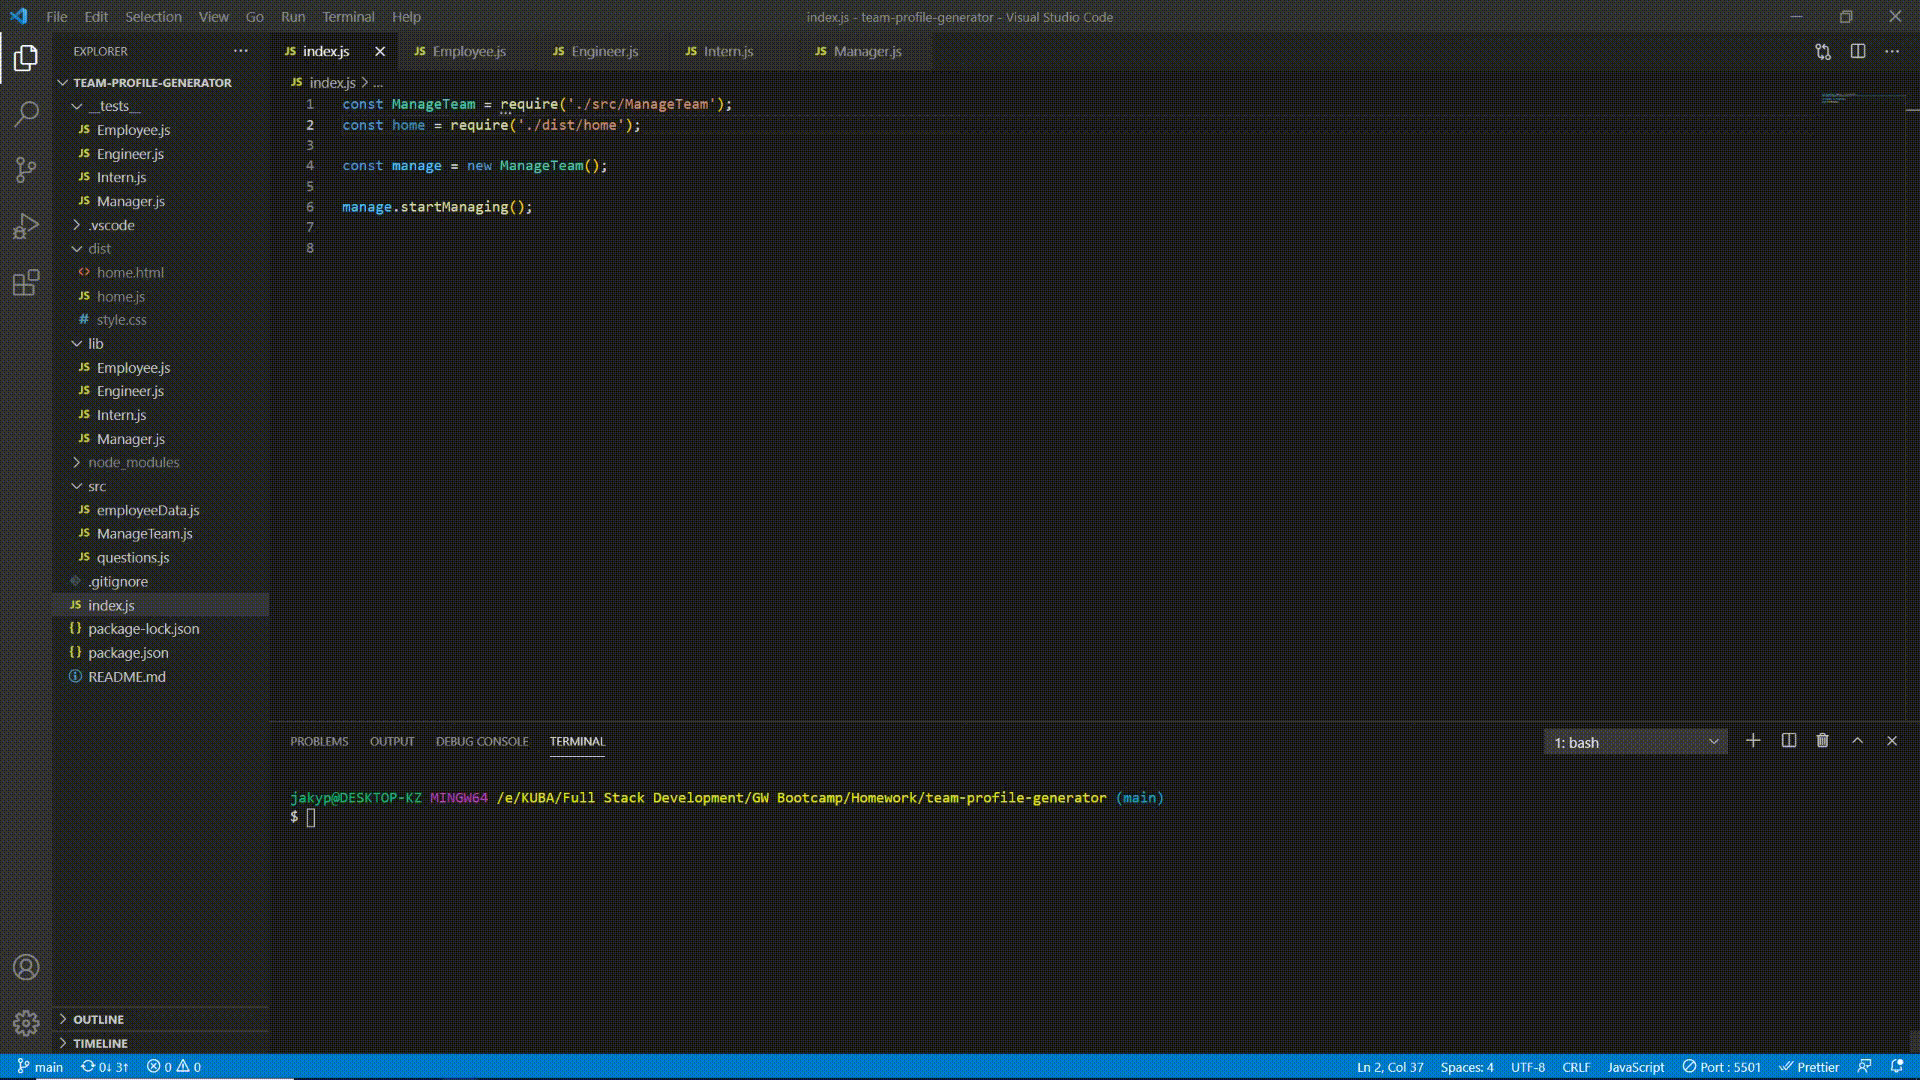 File Edit Selection View Go Run Terminal Help
index.js - team-profile-generator - Visual Studio Code
EXPLORER
JS index.js
JS Employee.js
JS Engineer.js
JS Intern.js
JS Manager.js
TEAM-PROFILE-GENERATOR
__tests__
JS Employee.js
JS Engineer.js
JS Intern.js
JS Manager.js
.vscode
dist
<> home.html
JS home.js
# style.css
lib
JS Employee.js
JS Engineer.js
JS Intern.js
JS Manager.js
node_modules
src
JS employeeData.js
JS ManageTeam.js
JS questions.js
.gitignore
JS index.js
{} package-lock.json
{} package.json
README.md
OUTLINE
TIMELINE
JS index.js > ...
1 const ManageTeam = require('./src/ManageTeam');
2 const home = require('./dist/home');
3
4 const manage = new ManageTeam();
5
6 manage.startManaging();
7
8
PROBLEMS OUTPUT DEBUG CONSOLE TERMINAL
1: bash
jakyp@DESKTOP-KZ MINGW64 /e/KUBA/Full Stack Development/GW Bootcamp/Homework/team-profile-generator (main)
$
main 0↓ 3↑ 0 0
Ln 2, Col 37 Spaces: 4 UTF-8 CRLF JavaScript Port : 5501 Prettier